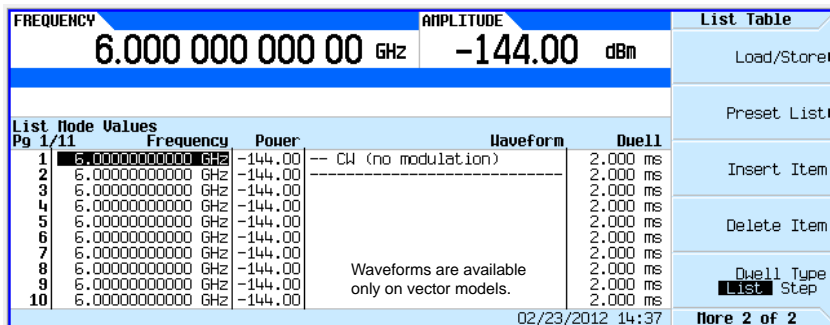 FREQUENCY AMPLITUDE List Table
6.000 000 000 00 GHz -144.00 dBm
Load/Store
Preset List
List Mode Values
Pg 1/11 Frequency Power Waveform Dwell
1 6.00000000000 GHz -144.00 -- CW (no modulation) 2.000 ms
2 6.00000000000 GHz -144.00 ---------------------------- 2.000 ms
Insert Item
3 6.00000000000 GHz -144.00 2.000 ms
4 6.00000000000 GHz -144.00 2.000 ms
5 6.00000000000 GHz -144.00 2.000 ms
Delete Item
6 6.00000000000 GHz -144.00 2.000 ms
7 6.00000000000 GHz -144.00 2.000 ms
8 6.00000000000 GHz -144.00 Waveforms are available 2.000 ms
Dwell Type
9 6.00000000000 GHz -144.00 only on vector models. 2.000 ms
List Step
10 6.00000000000 GHz -144.00 2.000 ms
02/23/2012 14:37 More 2 of 2